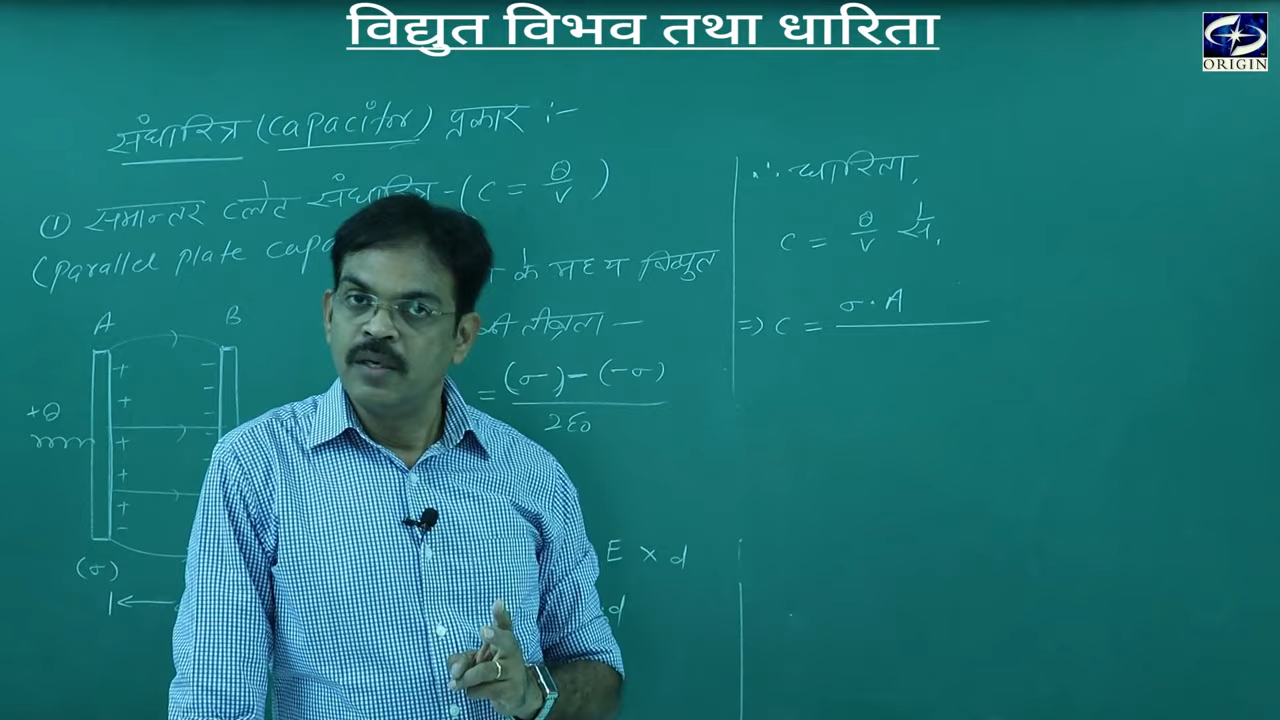 विद्युत विभव तथा धारिता
ORIGIN
संधारित्र (Capacitor) प्रकार :-
① समान्तर प्लेट संधारित्र - (C = Q/V)
(Parallel plate capa
के मध्य विद्युत
की तीव्रता -
= (σ) - (-σ) / 2ε₀
A B
+Q
(σ)
E × d
.d
∴ धारिता,
C = Q/V से,
⇒ C = σ·A